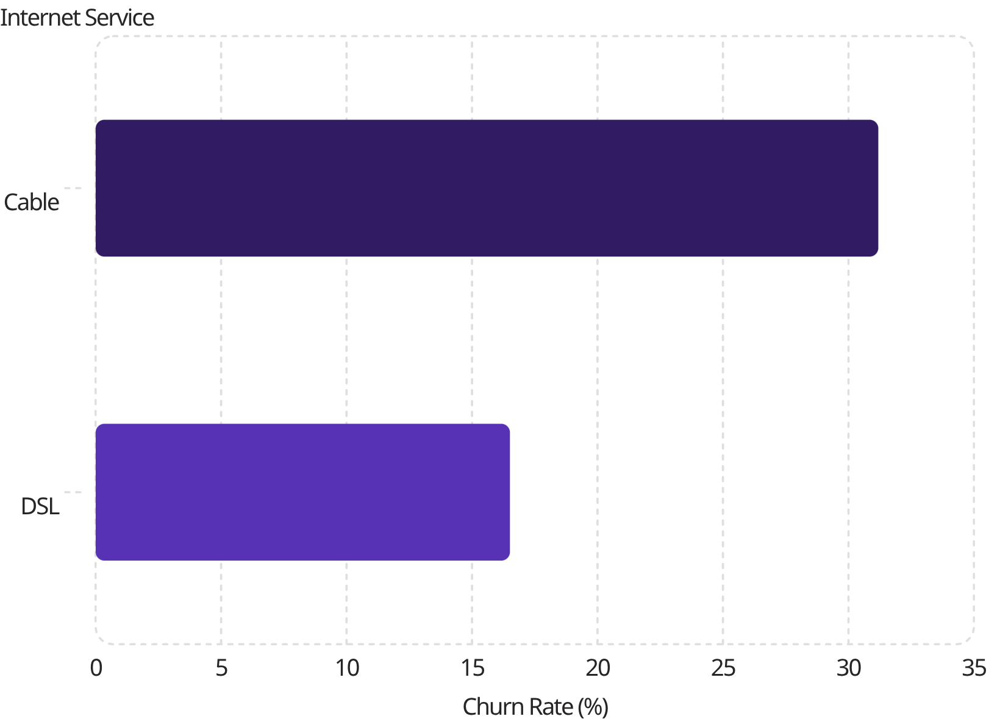 Internet Service
Cable
DSL
0 5 10 15 20 25 30 35
Churn Rate (%)